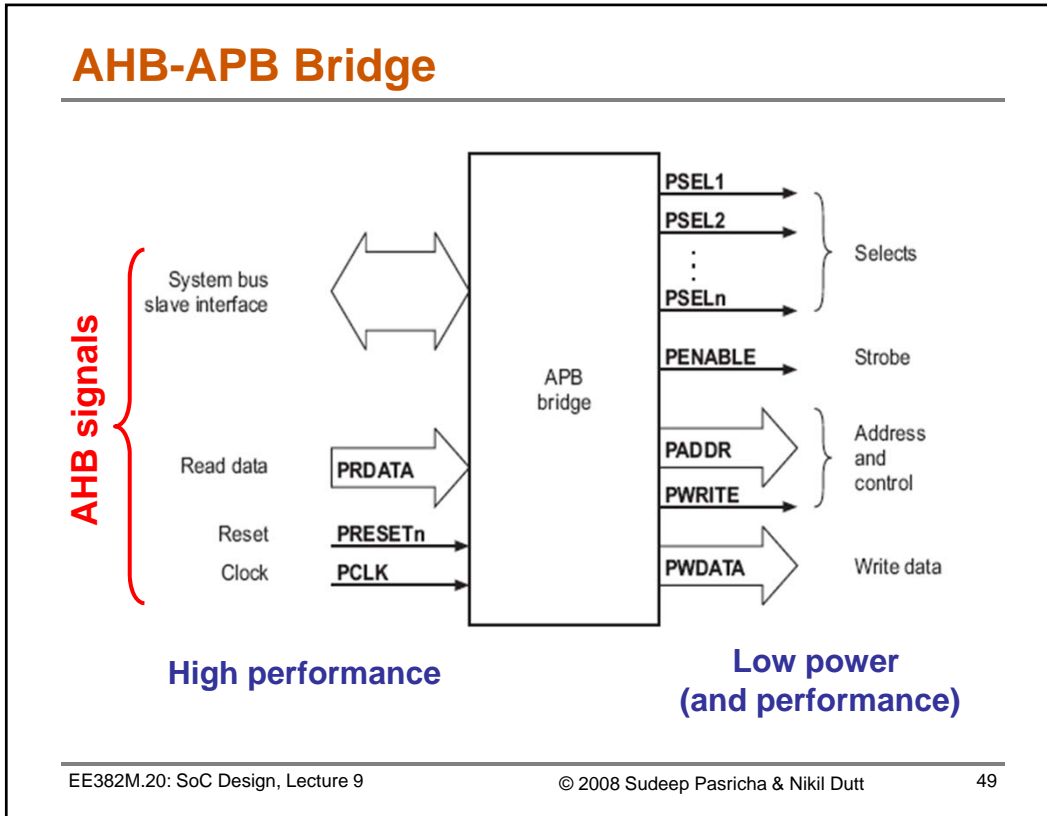 AHB-APB Bridge
AHB signals
System bus
slave interface
Read data
PRDATA
Reset
PRESETn
Clock
PCLK
APB
bridge
PSEL1
PSEL2
PSELn
Selects
PENABLE
Strobe
PADDR
PWRITE
Address
and
control
PWDATA
Write data
High performance
Low power
(and performance)
EE382M.20: SoC Design, Lecture 9
© 2008 Sudeep Pasricha & Nikil Dutt
49